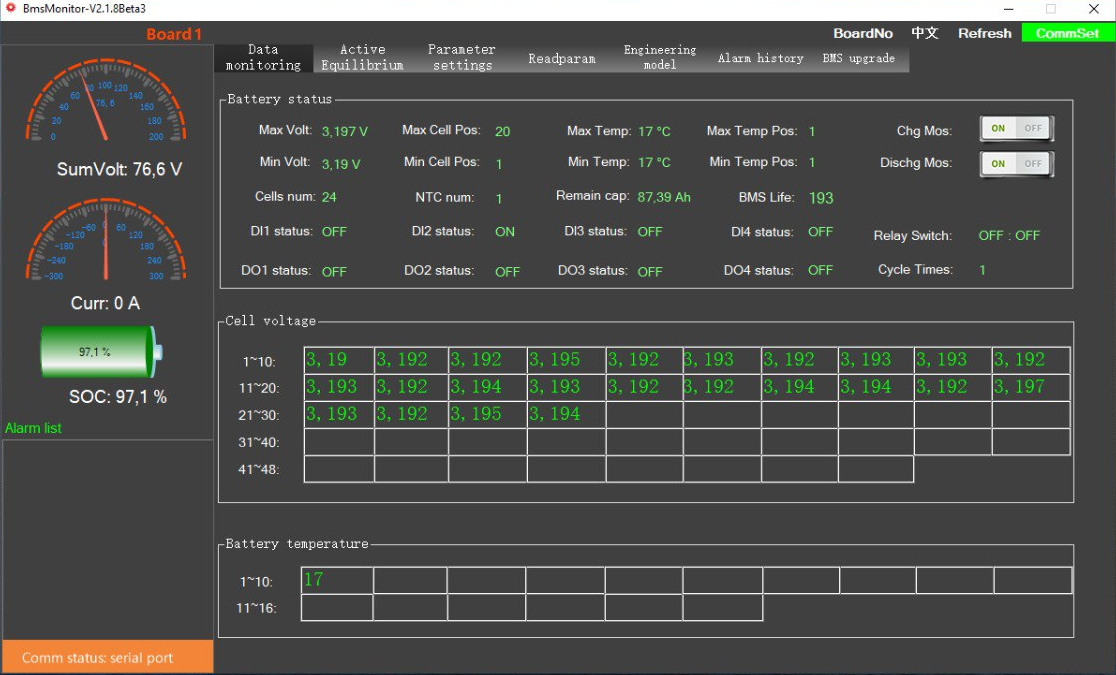 BmsMonitor-V2.1.8Beta3
Board 1
BoardNo 中文 Refresh CommSet
Data monitoring Active Equilibrium Parameter settings Readparam Engineering model Alarm history BMS upgrade
0 20 40 60 80 100 120 140 160 180 200
76,6
SumVolt: 76,6 V
-300 -240 -180 -120 -60 0 60 120 180 240 300
0
Curr: 0 A
97,1 %
SOC: 97,1 %
Alarm list
Comm status: serial port
Battery status
Max Volt: 3,197 V Max Cell Pos: 20 Max Temp: 17 °C Max Temp Pos: 1 Chg Mos: ON OFF
Min Volt: 3,19 V Min Cell Pos: 1 Min Temp: 17 °C Min Temp Pos: 1 Dischg Mos: ON OFF
Cells num: 24 NTC num: 1 Remain cap: 87,39 Ah BMS Life: 193
DI1 status: OFF DI2 status: ON DI3 status: OFF DI4 status: OFF Relay Switch: OFF : OFF
DO1 status: OFF DO2 status: OFF DO3 status: OFF DO4 status: OFF Cycle Times: 1
Cell voltage
1~10: 3,19 3,192 3,192 3,195 3,192 3,193 3,192 3,193 3,193 3,192
11~20: 3,193 3,192 3,194 3,193 3,192 3,192 3,194 3,194 3,192 3,197
21~30: 3,193 3,192 3,195 3,194
31~40:
41~48:
Battery temperature
1~10: 17
11~16: